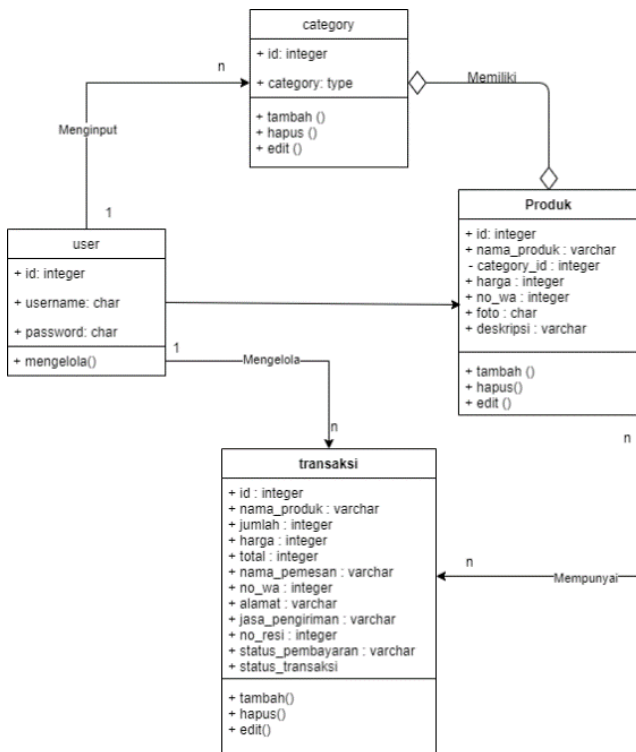 category
+ id: integer
+ category: type
+ tambah ()
+ hapus ()
+ edit ()
n
Memiliki
Menginput
1
Produk
+ id: integer
+ nama_produk : varchar
- category_id : integer
+ harga : integer
+ no_wa : integer
+ foto : char
+ deskripsi : varchar
+ tambah ()
+ hapus()
+ edit ()
n
user
+ id: integer
+ username: char
+ password: char
+ mengelola()
1
Mengelola
n
transaksi
+ id : integer
+ nama_produk : varchar
+ jumlah : integer
+ harga : integer
+ total : integer
+ nama_pemesan : varchar
+ no_wa : integer
+ alamat : varchar
+ jasa_pengiriman : varchar
+ no_resi : integer
+ status_pembayaran : varchar
+ status_transaksi
+ tambah()
+ hapus()
+ edit()
n
Mempunyai